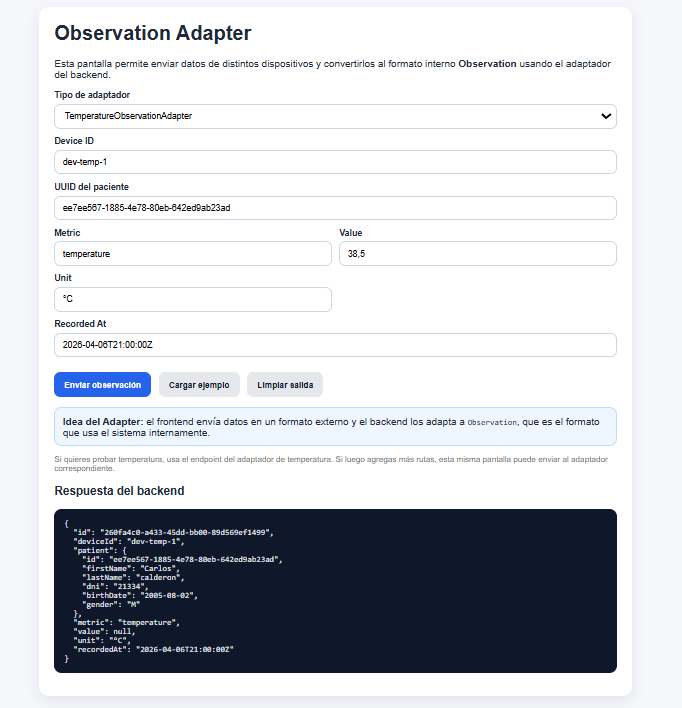 Observation Adapter
Esta pantalla permite enviar datos de distintos dispositivos y convertirlos al formato interno Observation usando el adaptador
del backend.
Tipo de adaptador
TemperatureObservationAdapter
Device ID
dev-temp-1
UUID del paciente
ee7ee567-1885-4e78-80eb-642ed9ab23ad
Metric
Value
temperature
38,5
Unit
°C
Recorded At
2026-04-06T21:00:00Z
Enviar observación
Cargar ejemplo
Limpiar salida
Idea del Adapter: el frontend envía datos en un formato externo y el backend los adapta a Observation, que es el formato
que usa el sistema internamente.
Si quieres probar temperatura, usa el endpoint del adaptador de temperatura. Si luego agregas más rutas, esta misma pantalla puede enviar al adaptador
correspondiente.
Respuesta del backend
{
"id": "260fa4c0-a433-45dd-bb00-89d569ef1499",
"deviceId": "dev-temp-1",
"patient": {
"id": "ee7ee567-1885-4e78-80eb-642ed9ab23ad",
"firstName": "Carlos",
"lastName": "calderon",
"dni": "21334",
"birthDate": "2005-08-02",
"gender": "M"
},
"metric": "temperature",
"value": null,
"unit": "°C",
"recordedAt": "2026-04-06T21:00:00Z"
}